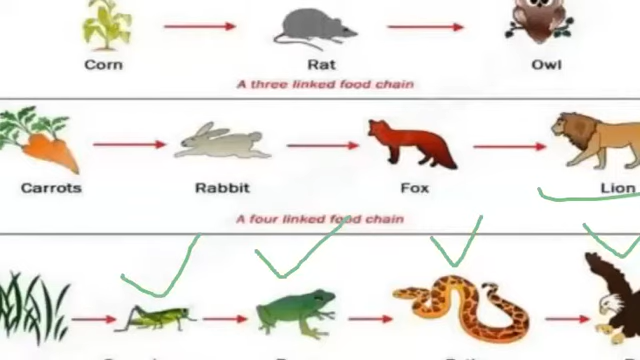 Corn Rat Owl
A three linked food chain
Carrots Rabbit Fox Lion
A four linked food chain